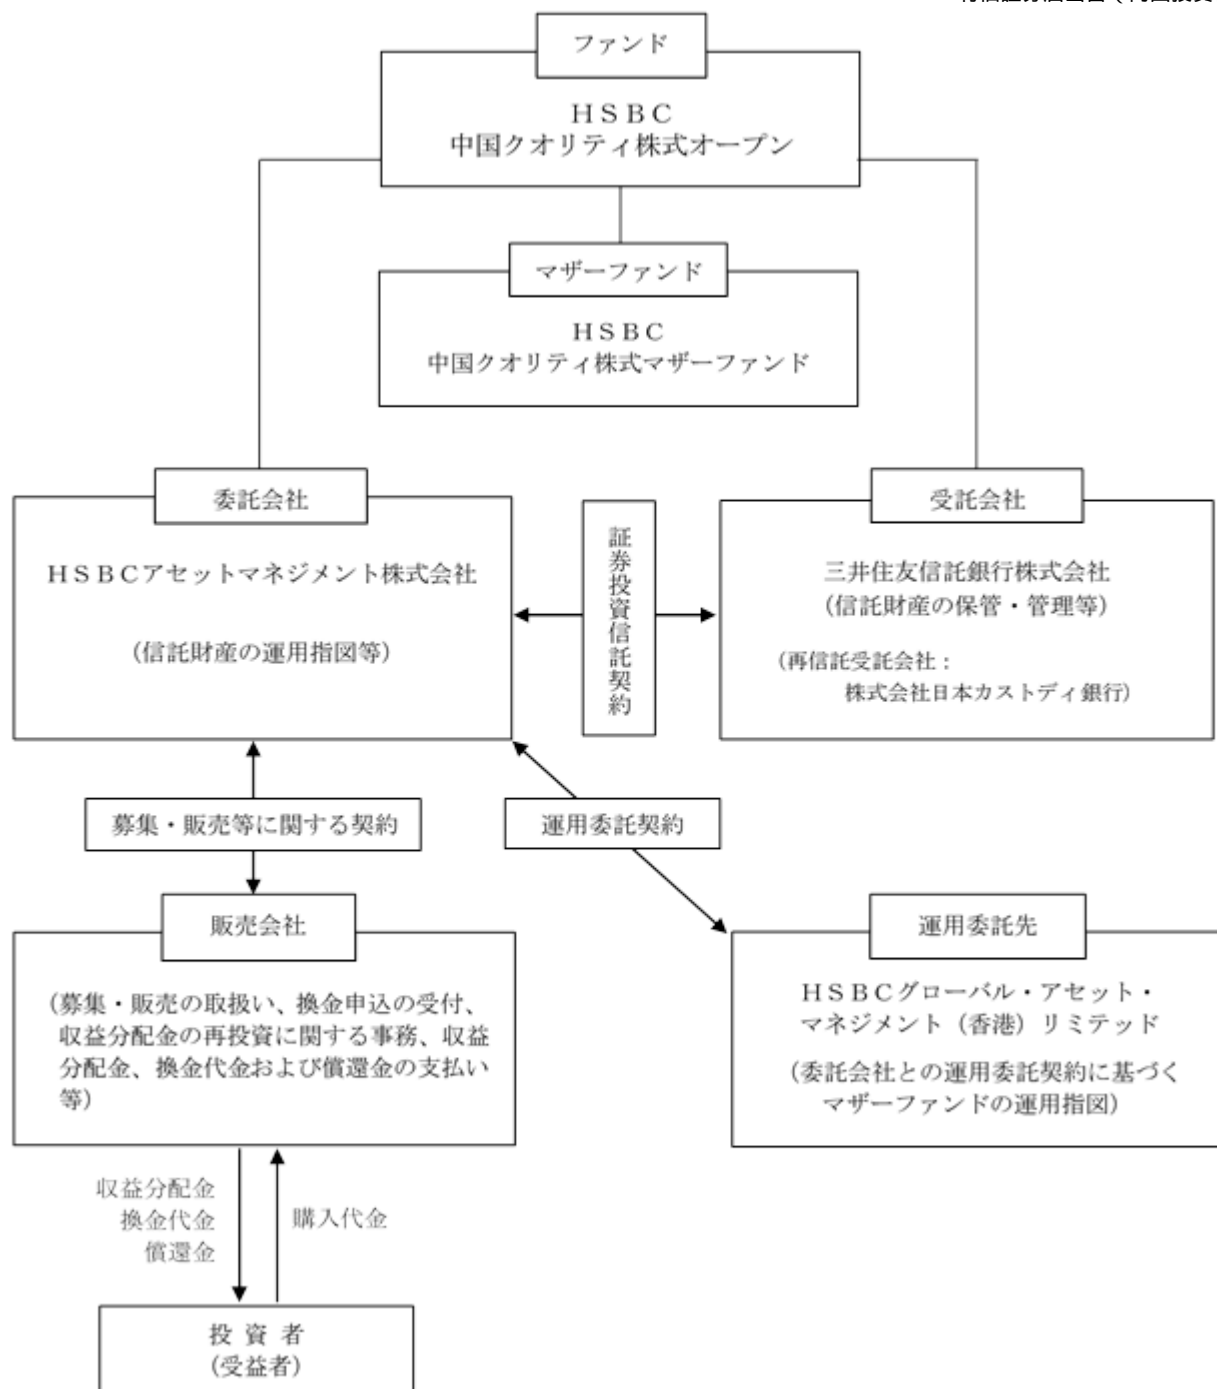 ファンド
ＨＳＢＣ
中国クオリティ株式オープン
マザーファンド
ＨＳＢＣ
中国クオリティ株式マザーファンド
委託会社
ＨＳＢＣアセットマネジメント株式会社
(信託財産の運用指図等)
証券投資信託契約
受託会社
三井住友信託銀行株式会社
(信託財産の保管・管理等)
(再信託受託会社：
株式会社日本カストディ銀行)
募集・販売等に関する契約
運用委託契約
販売会社
(募集・販売の取扱い、換金申込の受付、
収益分配金の再投資に関する事務、収益
分配金、換金代金および償還金の支払い
等)
運用委託先
ＨＳＢＣグローバル・アセット・
マネジメント（香港）リミテッド
(委託会社との運用委託契約に基づく
マザーファンドの運用指図)
収益分配金
換金代金
償還金
購入代金
投 資 者
(受益者)